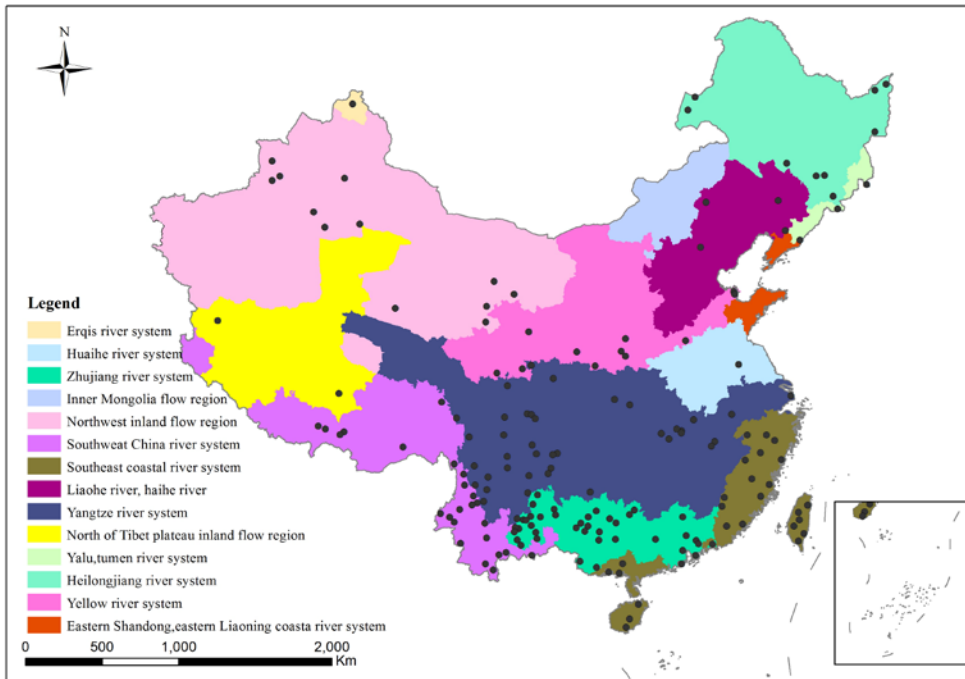 N
Legend
Erqis river system
Huaihe river system
Zhujiang river system
Inner Mongolia flow region
Northwest inland flow region
Southweat China river system
Southeast coastal river system
Liaohe river, haihe river
Yangtze river system
North of Tibet plateau inland flow region
Yalu,tumen river system
Heilongjiang river system
Yellow river system
Eastern Shandong,eastern Liaoning coasta river system
0 500 1,000 2,000
Km